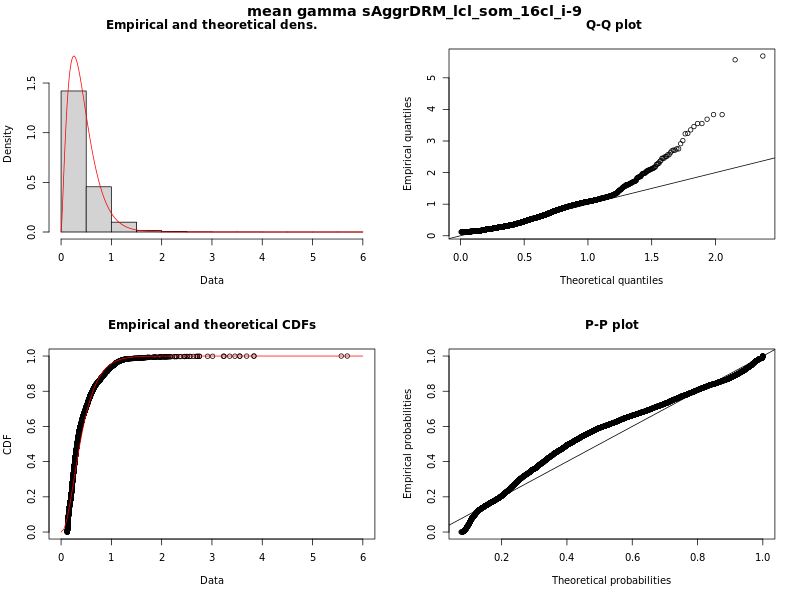 mean gamma sAggrDRM_lcl_som_16cl_i-9
Empirical and theoretical dens.
Density
0.0 0.5 1.0 1.5
0 1 2 3 4 5 6
Data
Q-Q plot
Empirical quantiles
0 1 2 3 4 5
0.0 0.5 1.0 1.5 2.0
Theoretical quantiles
Empirical and theoretical CDFs
CDF
0.0 0.2 0.4 0.6 0.8 1.0
0 1 2 3 4 5 6
Data
P-P plot
Empirical probabilities
0.0 0.2 0.4 0.6 0.8 1.0
0.2 0.4 0.6 0.8 1.0
Theoretical probabilities